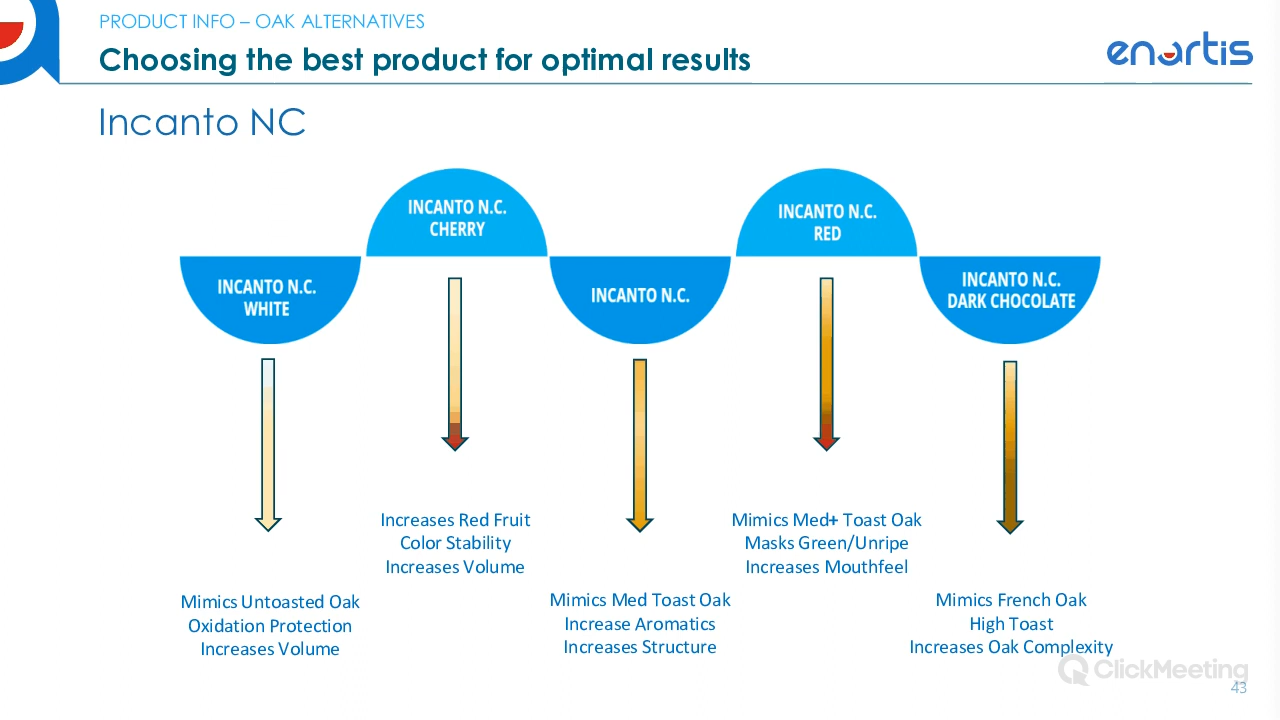 PRODUCT INFO – OAK ALTERNATIVES
Choosing the best product for optimal results
enartis
Incanto NC
INCANTO N.C.
WHITE
INCANTO N.C.
CHERRY
INCANTO N.C.
INCANTO N.C.
RED
INCANTO N.C.
DARK CHOCOLATE
Mimics Untoasted Oak
Oxidation Protection
Increases Volume
Increases Red Fruit
Color Stability
Increases Volume
Mimics Med Toast Oak
Increase Aromatics
Increases Structure
Mimics Med+ Toast Oak
Masks Green/Unripe
Increases Mouthfeel
Mimics French Oak
High Toast
Increases Oak Complexity
ClickMeeting
43